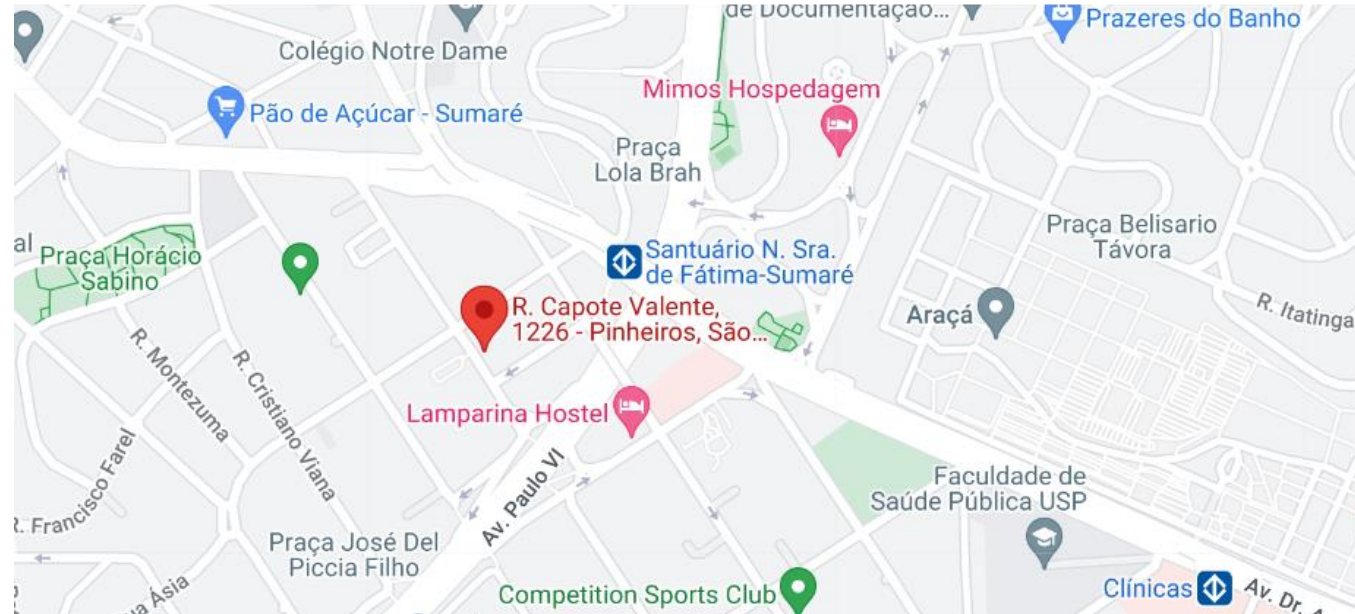 de Documentação...
Prazeres do Banho
Colégio Notre Dame
Mimos Hospedagem
Pão de Açúcar - Sumaré
Praça
Lola Brah
Praça Belisario
Távora
al
Praça Horácio
Sabino
Santuário N. Sra.
de Fátima-Sumaré
R. Itatinga
R. Capote Valente,
1226 - Pinheiros, São...
Araçá
R. Montezuma
R. Cristiano Viana
Lamparina Hostel
R. Francisco Farel
Av. Paulo VI
Faculdade de
Saúde Pública USP
Praça José Del
Piccia Filho
Competition Sports Club
Clínicas
Av. Dr. A
Ásia